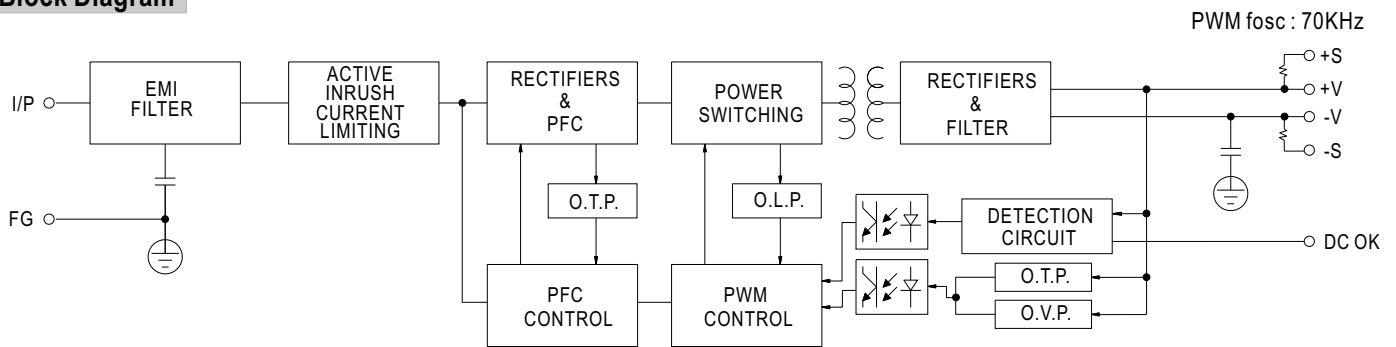 Block Diagram
PWM fosc : 70KHz
I/P
EMI
FILTER
ACTIVE
INRUSH
CURRENT
LIMITING
RECTIFIERS
&
PFC
POWER
SWITCHING
RECTIFIERS
&
FILTER
+S
+V
-V
-S
FG
O.T.P.
O.L.P.
DETECTION
CIRCUIT
DC OK
PFC
CONTROL
PWM
CONTROL
O.T.P.
O.V.P.